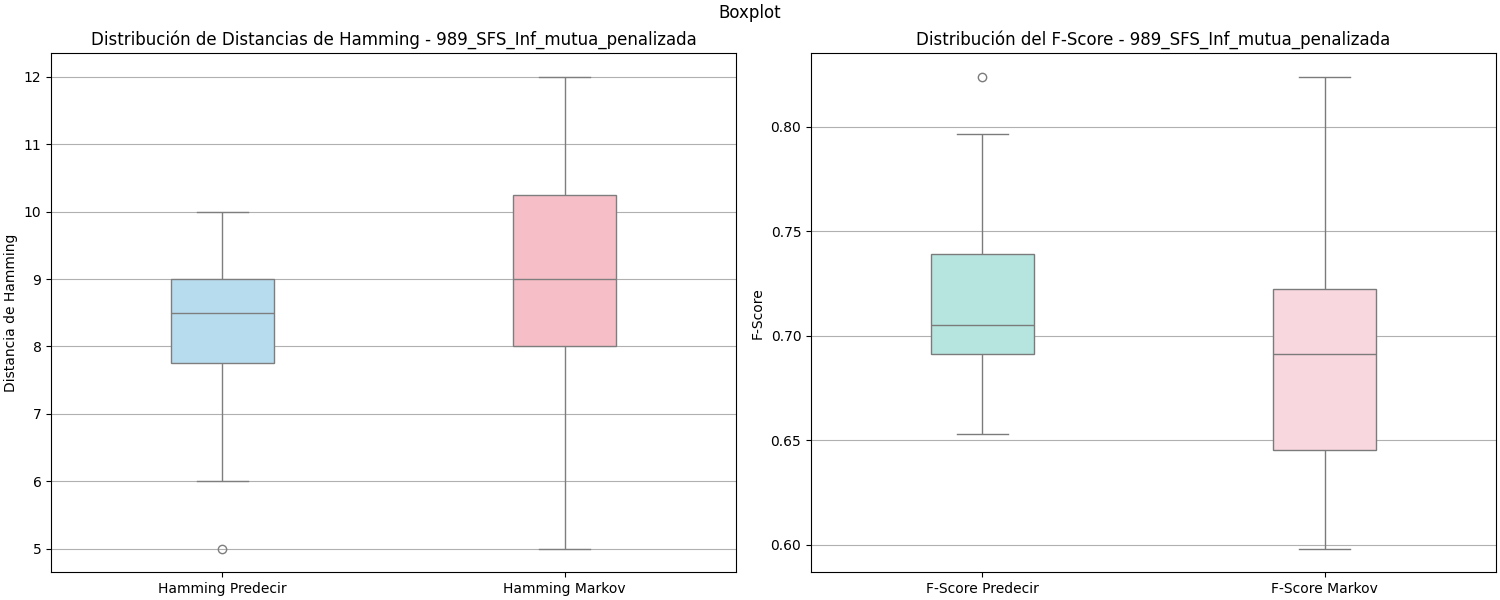 Boxplot
Distribución de Distancias de Hamming - 989_SFS_Inf_mutua_penalizada
Distancia de Hamming
12
11
10
9
8
7
6
5
Hamming Predecir
Hamming Markov
Distribución del F-Score - 989_SFS_Inf_mutua_penalizada
F-Score
0.80
0.75
0.70
0.65
0.60
F-Score Predecir
F-Score Markov